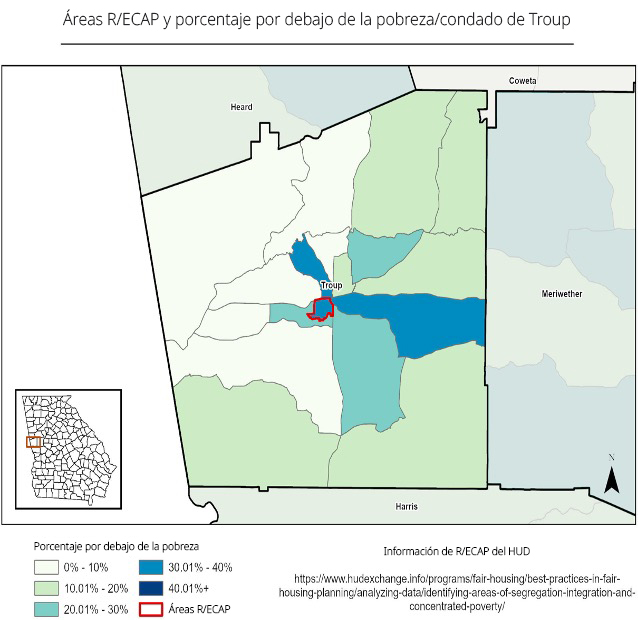 Áreas R/ECAP y porcentaje por debajo de la pobreza/condado de Troup
Coweta
Heard
Troup
Meriwether
Harris
N
Porcentaje por debajo de la pobreza
0% - 10%
10.01% - 20%
20.01% - 30%
30.01% - 40%
40.01%+
Áreas R/ECAP
Información de R/ECAP del HUD
https://www.hudexchange.info/programs/fair-housing/best-practices-in-fair-
housing-planning/analyzing-data/identifying-areas-of-segregation-integration-and-
concentrated-poverty/